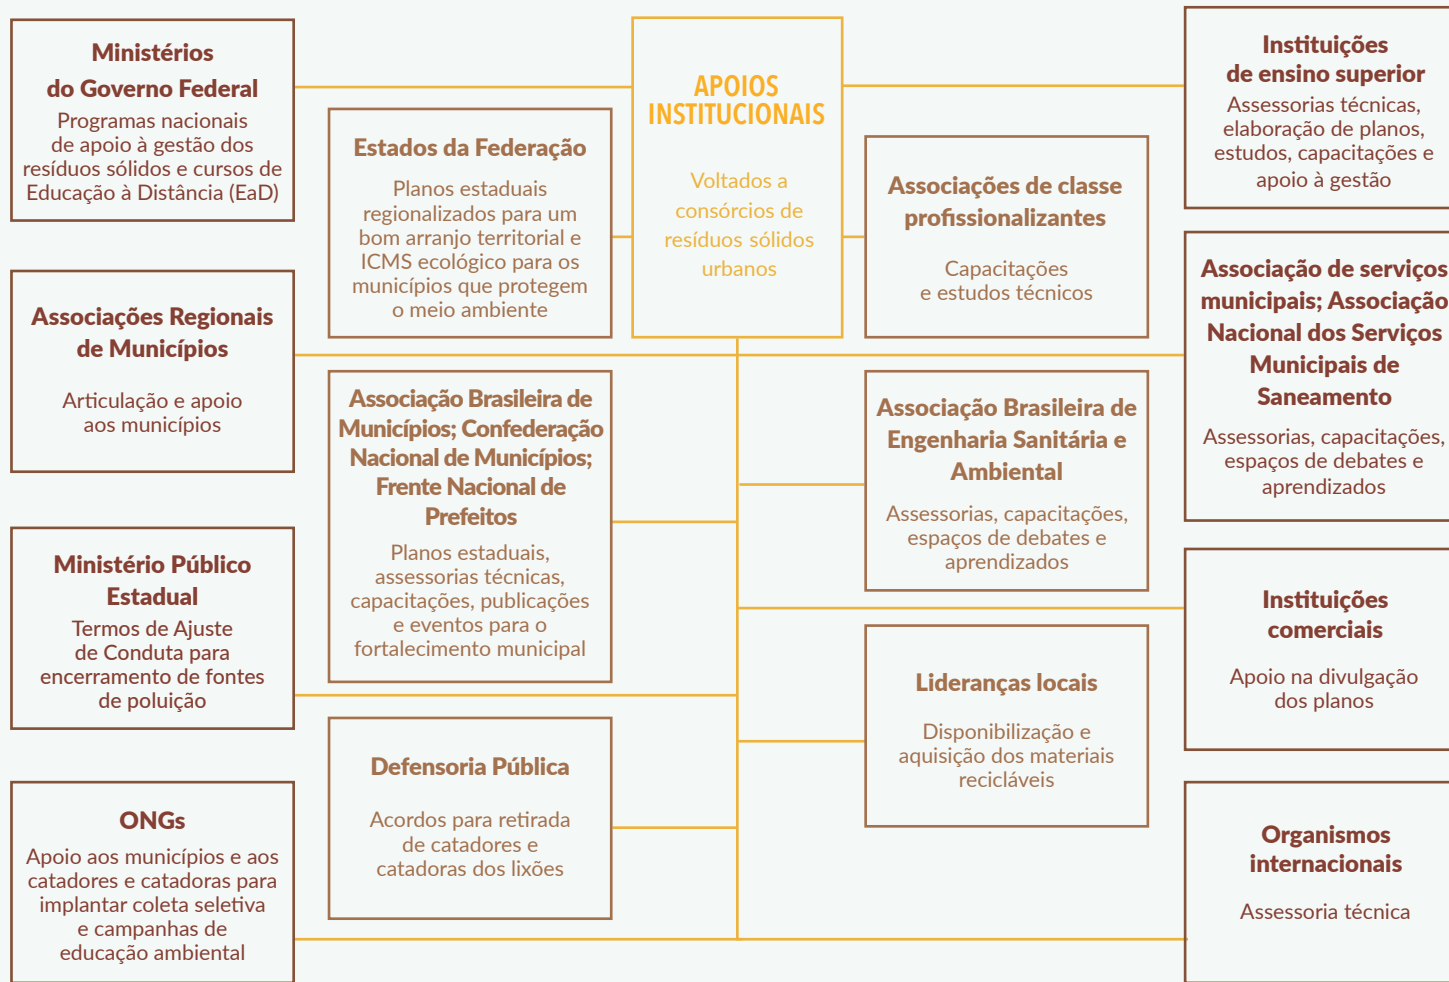 APOIOS
INSTITUCIONAIS
Voltados a
consórcios de
resíduos sólidos
urbanos
Ministérios
do Governo Federal
Programas nacionais
de apoio à gestão dos
resíduos sólidos e cursos de
Educação à Distância (EaD)
Associações Regionais
de Municípios
Articulação e apoio
aos municípios
Ministério Público
Estadual
Termos de Ajuste
de Conduta para
encerramento de fontes
de poluição
ONGs
Apoio aos municípios e aos
catadores e catadoras para
implantar coleta seletiva
e campanhas de
educação ambiental
Estados da Federação
Planos estaduais
regionalizados para um
bom arranjo territorial e
ICMS ecológico para os
municípios que protegem
o meio ambiente
Associação Brasileira de
Municípios; Confederação
Nacional de Municípios;
Frente Nacional de
Prefeitos
Planos estaduais,
assessorias técnicas,
capacitações, publicações
e eventos para o
fortalecimento municipal
Defensoria Pública
Acordos para retirada
de catadores e
catadoras dos lixões
Associações de classe
profissionalizantes
Capacitações
e estudos técnicos
Associação Brasileira de
Engenharia Sanitária e
Ambiental
Assessorias, capacitações,
espaços de debates e
aprendizados
Lideranças locais
Disponibilização e
aquisição dos materiais
recicláveis
Instituições
de ensino superior
Assessorias técnicas,
elaboração de planos,
estudos, capacitações e
apoio à gestão
Associação de serviços
municipais; Associação
Nacional dos Serviços
Municipais de
Saneamento
Assessorias, capacitações,
espaços de debates e
aprendizados
Instituições
comerciais
Apoio na divulgação
dos planos
Organismos
internacionais
Assessoria técnica